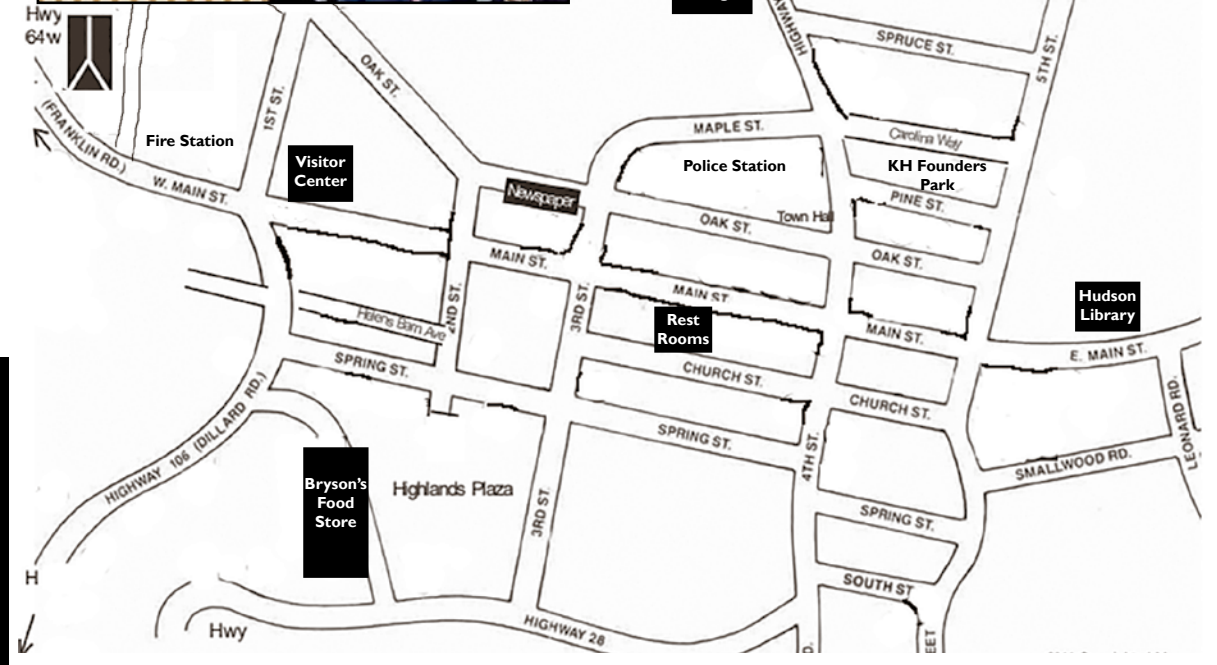 Hwy
64w
HIGHWAY
SPRUCE ST.
5TH ST.
OAK ST.
1ST ST.
(FRANKLIN RD.)
Fire Station
MAPLE ST.
Carolina Way
Visitor
Center
Police Station
KH Founders
Park
W. MAIN ST.
Newspaper
PINE ST.
OAK ST.
Town Hall
OAK ST.
MAIN ST.
2ND ST.
3RD ST.
MAIN ST.
Rest
Rooms
MAIN ST.
Hudson
Library
E. MAIN ST.
Helens Barn Ave
SPRING ST.
CHURCH ST.
CHURCH ST.
LEONARD RD.
SPRING ST.
4TH ST.
SMALLWOOD RD.
HIGHWAY 106 (DILLARD RD.)
Bryson's
Food
Store
Highlands Plaza
3RD ST.
SPRING ST.
H
SOUTH ST
Hwy
HIGHWAY 28
D.
EET